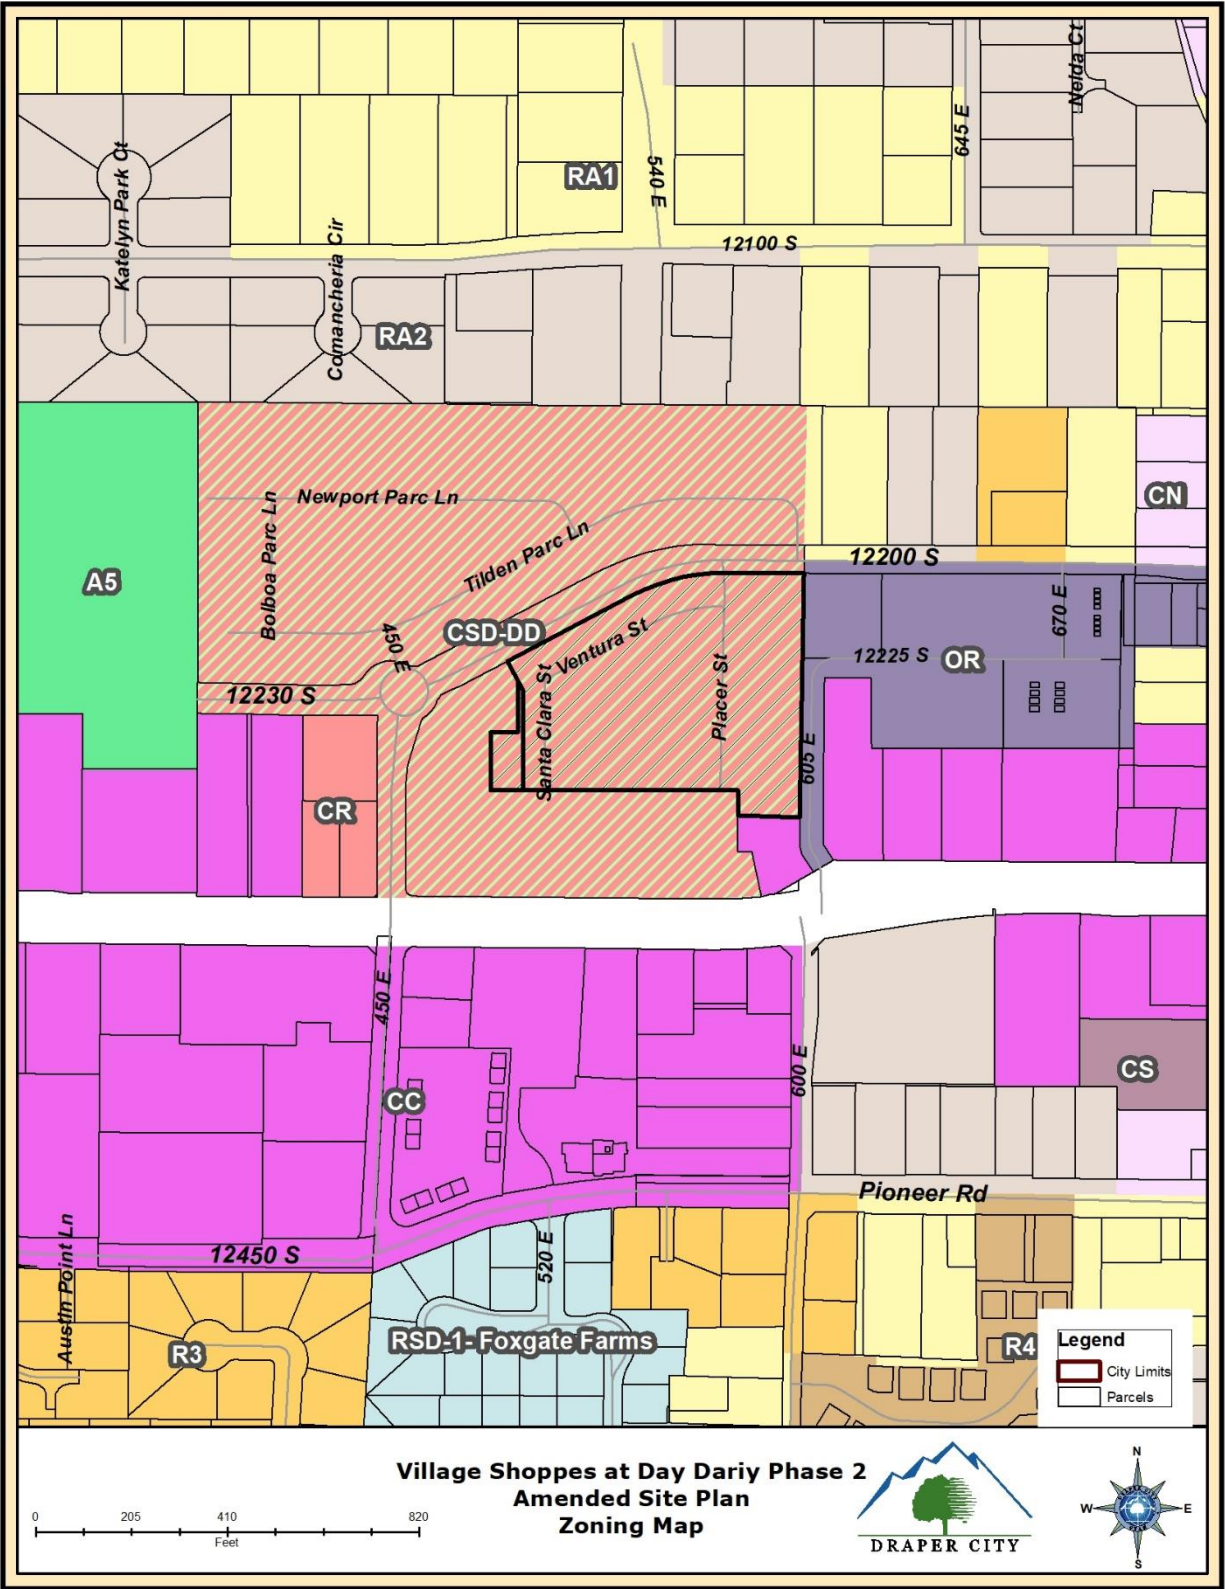 Nelda Ct
645 E
Katelyn Park Ct
RA1
540 E
12100 S
Comancheria Cir
RA2
Newport Parc Ln
CN
Bolboa Parc Ln
Tilden Parc Ln
12200 S
A5
670 E
450 E
CSD-DD
Ventura St
12225 S
OR
12230 S
Santa Clara St
Placer St
605 E
CR
450 E
600 E
CS
CC
Pioneer Rd
Austin Point Ln
12450 S
520 E
R3
RSD-1- Foxgate Farms
R4
Legend
City Limits
Parcels
Village Shoppes at Day Dariy Phase 2
Amended Site Plan
Zoning Map
0 205 410 820
Feet
DRAPER CITY
N
W
E
S